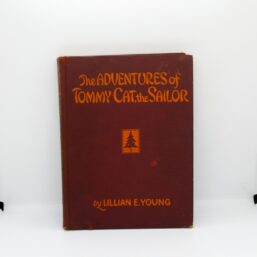 The ADVENTURES of
TOMMY CAT, the SAILOR
by LILLIAN E. YOUNG